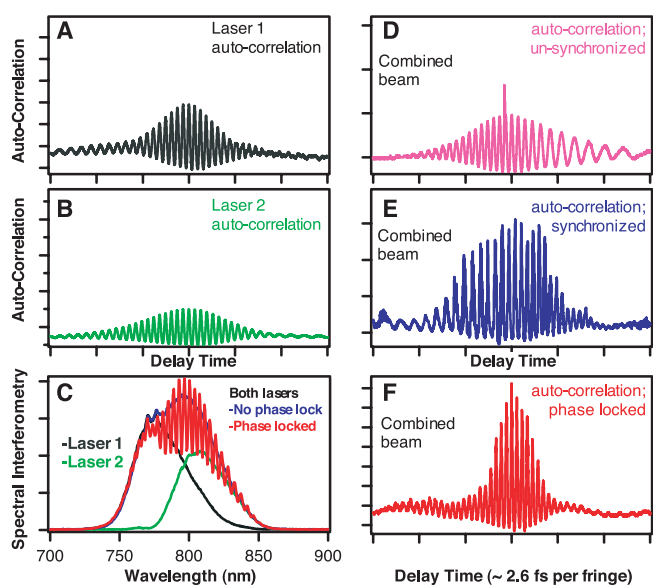 A
Laser 1
auto-correlation
Auto-Correlation
B
Laser 2
auto-correlation
Auto-Correlation
Delay Time
C
Both lasers
-No phase lock
-Phase locked
-Laser 1
-Laser 2
Spectral Interferometry
700
750
800
850
900
Wavelength (nm)
D
auto-correlation;
un-synchronized
Combined
beam
E
auto-correlation;
synchronized
Combined
beam
Delay Time
F
auto-correlation;
phase locked
Combined
beam
Delay Time (~ 2.6 fs per fringe)